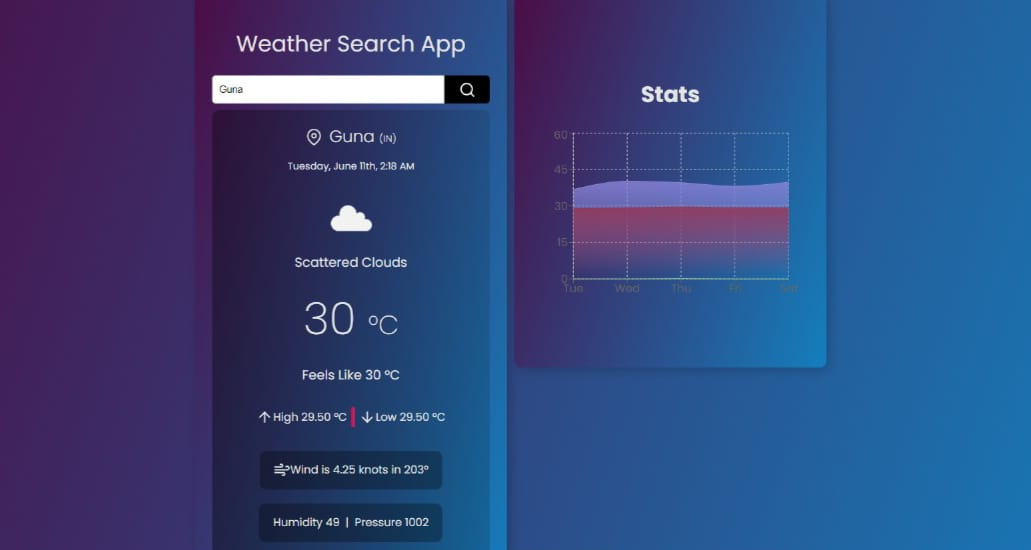 Weather Search App
Guna
Guna (IN)
Tuesday, June 11th, 2:18 AM
Scattered Clouds
30 °C
Feels Like 30 °C
High 29.50 °C Low 29.50 °C
Wind is 4.25 knots in 203°
Humidity 49 | Pressure 1002
Stats
60
45
30
15
0
Tue Wed Thu Fri Sat